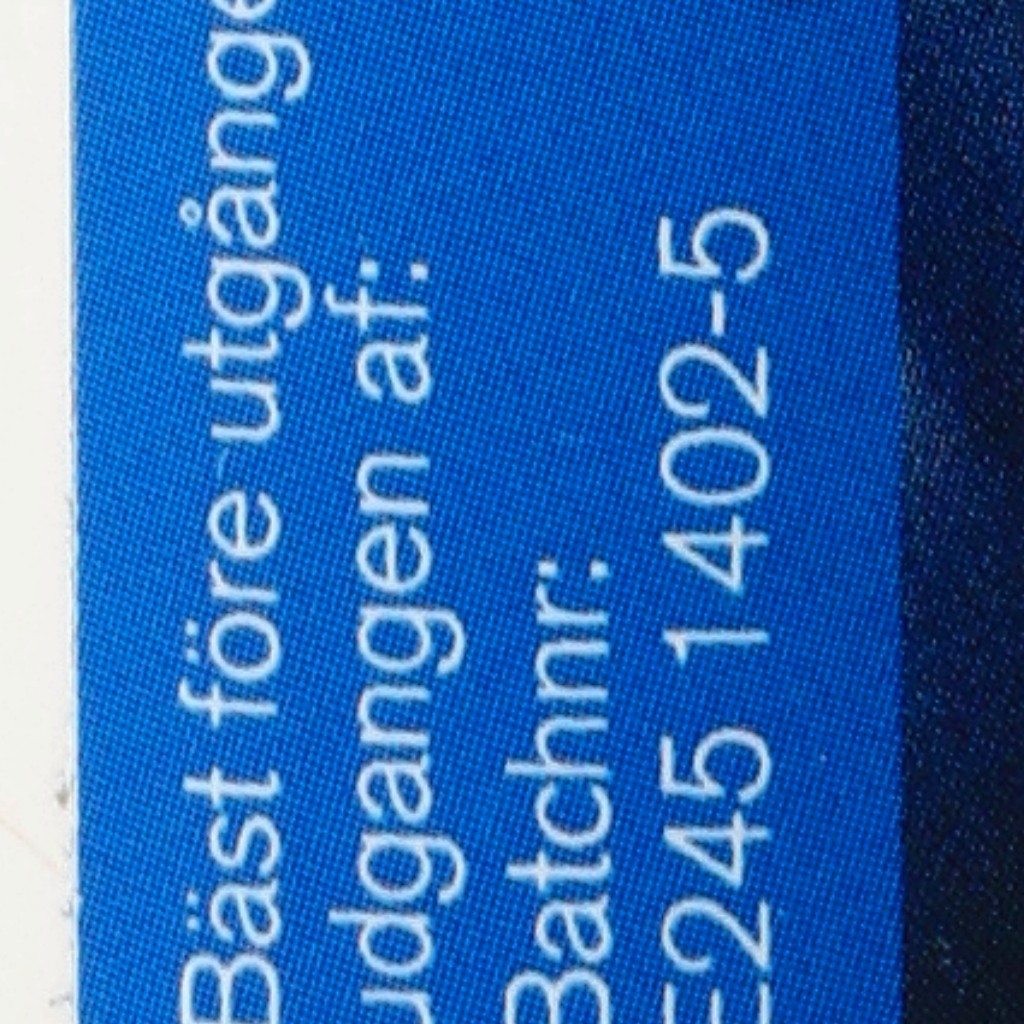 Bäst före utgånge
udgangen af:
Batchnr:
E245 1402-5